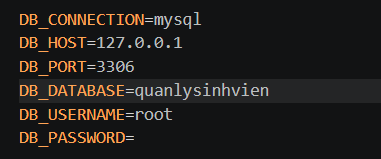 DB_CONNECTION=mysql
DB_HOST=127.0.0.1
DB_PORT=3306
DB_DATABASE=quanlysinhvien
DB_USERNAME=root
DB_PASSWORD=